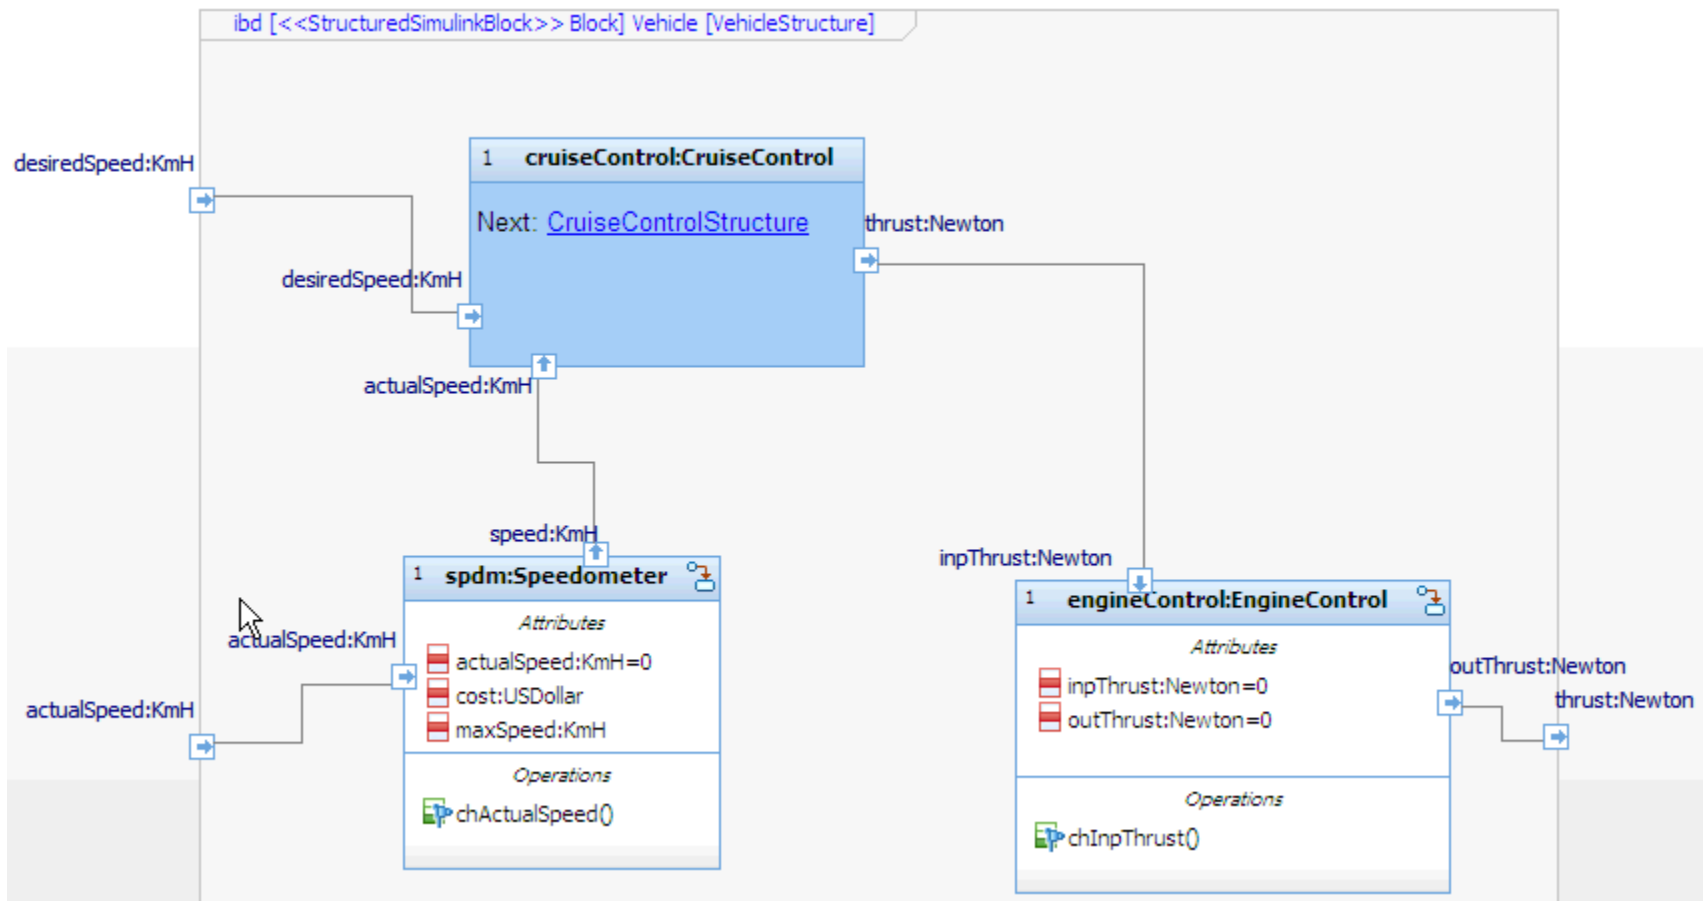 ibd [<<StructuredSimulinkBlock>> Block] Vehicle [VehicleStructure]
desiredSpeed:KmH
1 cruiseControl:CruiseControl
Next: CruiseControlStructure
thrust:Newton
desiredSpeed:KmH
actualSpeed:KmH
speed:KmH
1 spdm:Speedometer
Attributes
actualSpeed:KmH=0
cost:USDollar
maxSpeed:KmH
Operations
chActualSpeed()
actualSpeed:KmH
actualSpeed:KmH
inpThrust:Newton
1 engineControl:EngineControl
Attributes
inpThrust:Newton=0
outThrust:Newton=0
Operations
chInpThrust()
outThrust:Newton
thrust:Newton